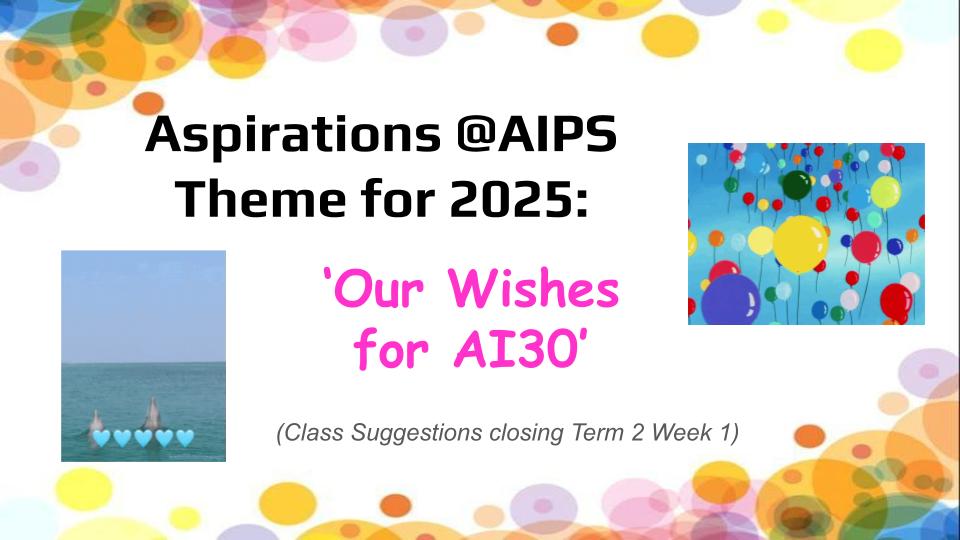 Aspirations @AIPS
Theme for 2025:
‘Our Wishes
for AI30’
(Class Suggestions closing Term 2 Week 1)